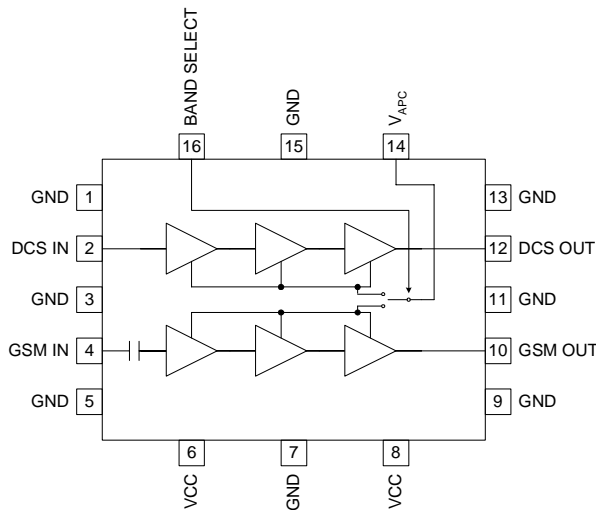 BAND SELECT
GND
VAPC
16
15
14
GND 1
13 GND
DCS IN 2
12 DCS OUT
GND 3
11 GND
GSM IN 4
10 GSM OUT
GND 5
9 GND
6
7
8
VCC
GND
VCC